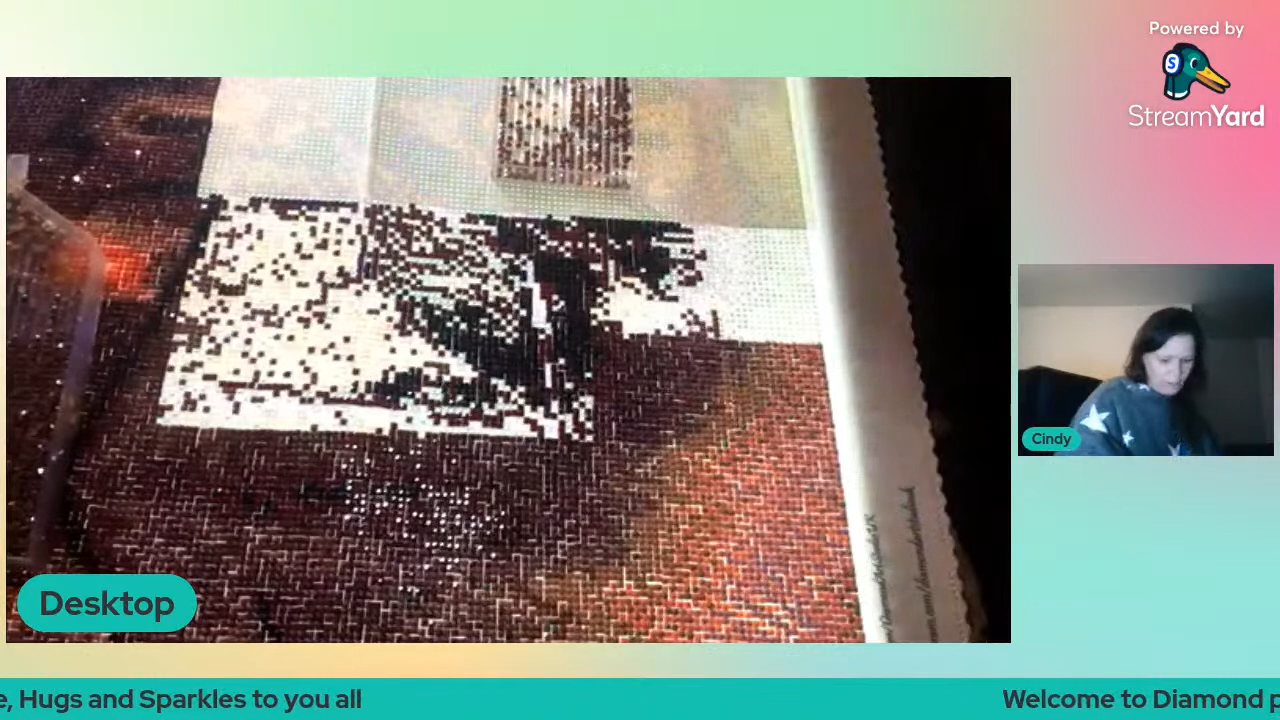 Powered by
StreamYard
Cindy
Desktop
e, Hugs and Sparkles to you all
Welcome to Diamond p